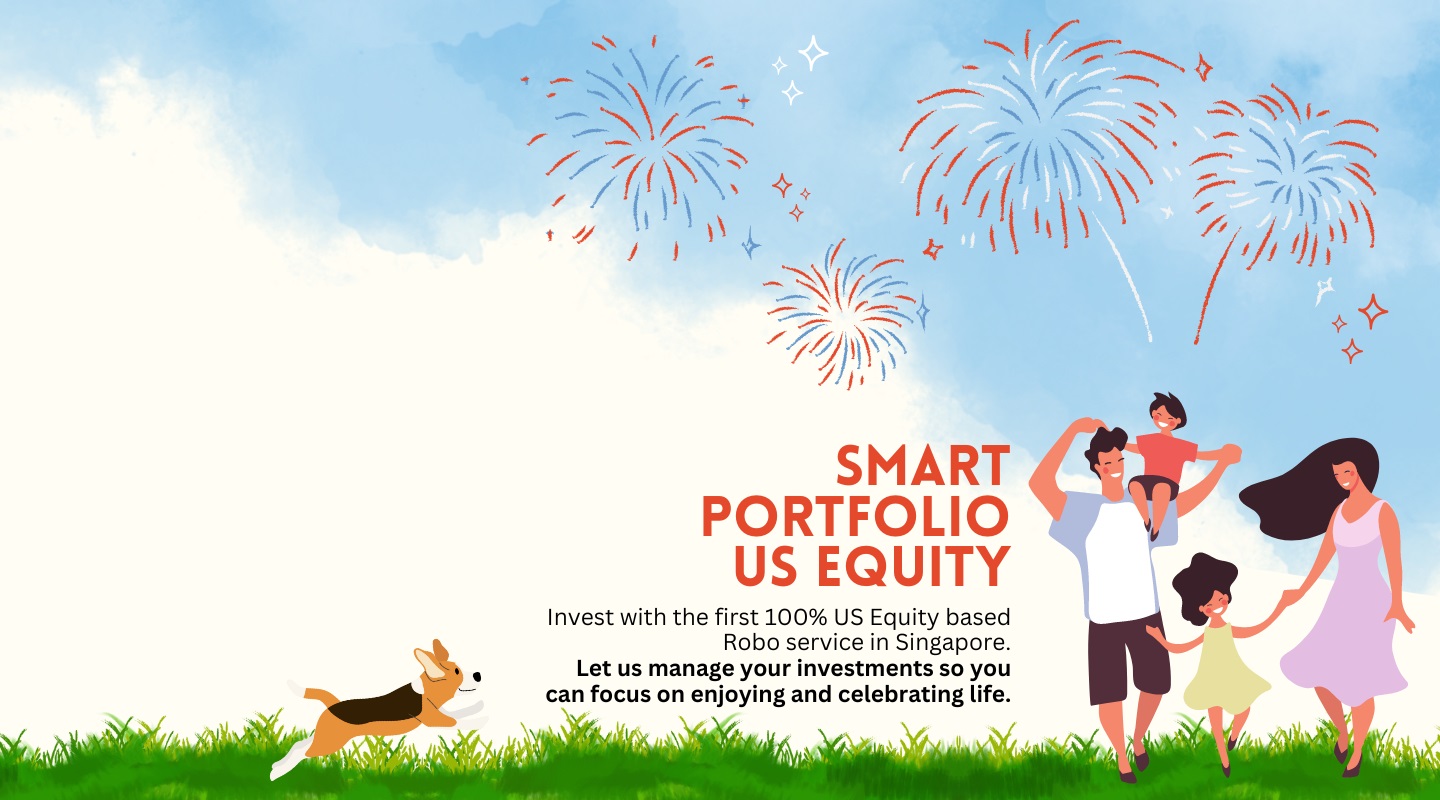 SMART
PORTFOLIO
US EQUITY
Invest with the first 100% US Equity based
Robo service in Singapore.
Let us manage your investments so you
can focus on enjoying and celebrating life.